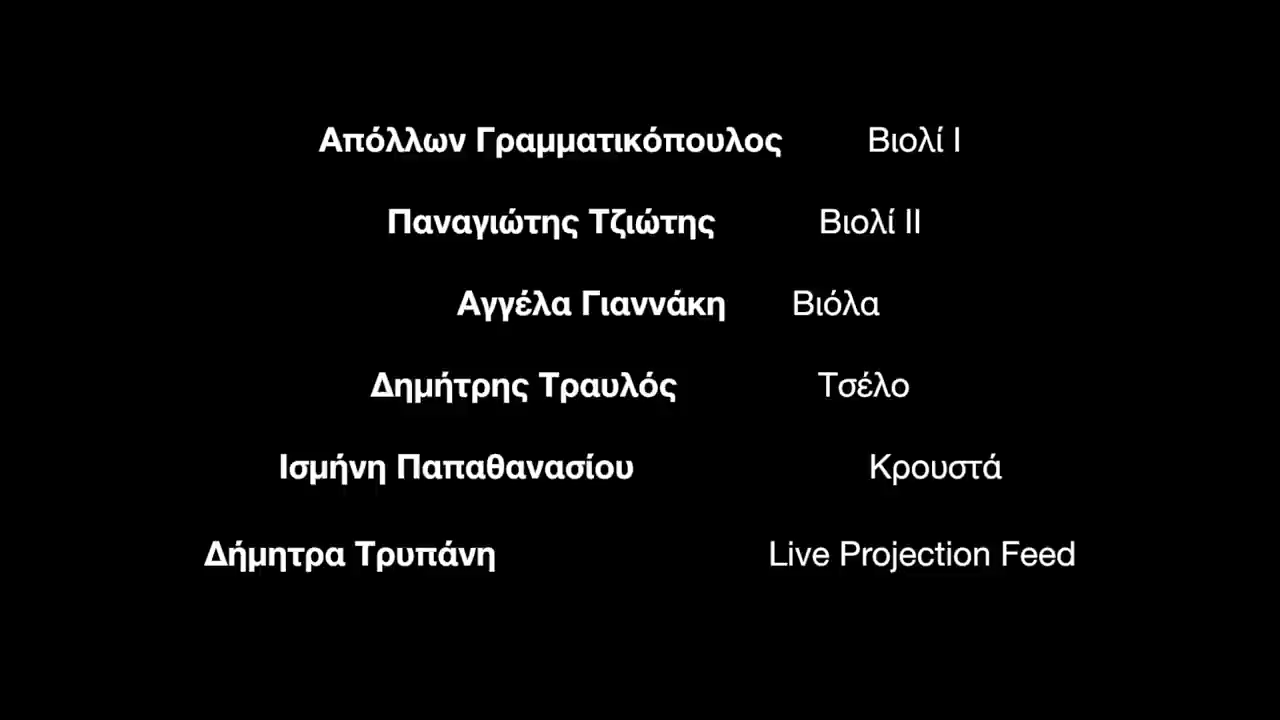 Απόλλων Γραμματικόπουλος Βιολί I
Παναγιώτης Τζιώτης Βιολί II
Αγγέλα Γιαννάκη Βιόλα
Δημήτρης Τραυλός Τσέλο
Ισμήνη Παπαθανασίου Κρουστά
Δήμητρα Τρυπάνη Live Projection Feed